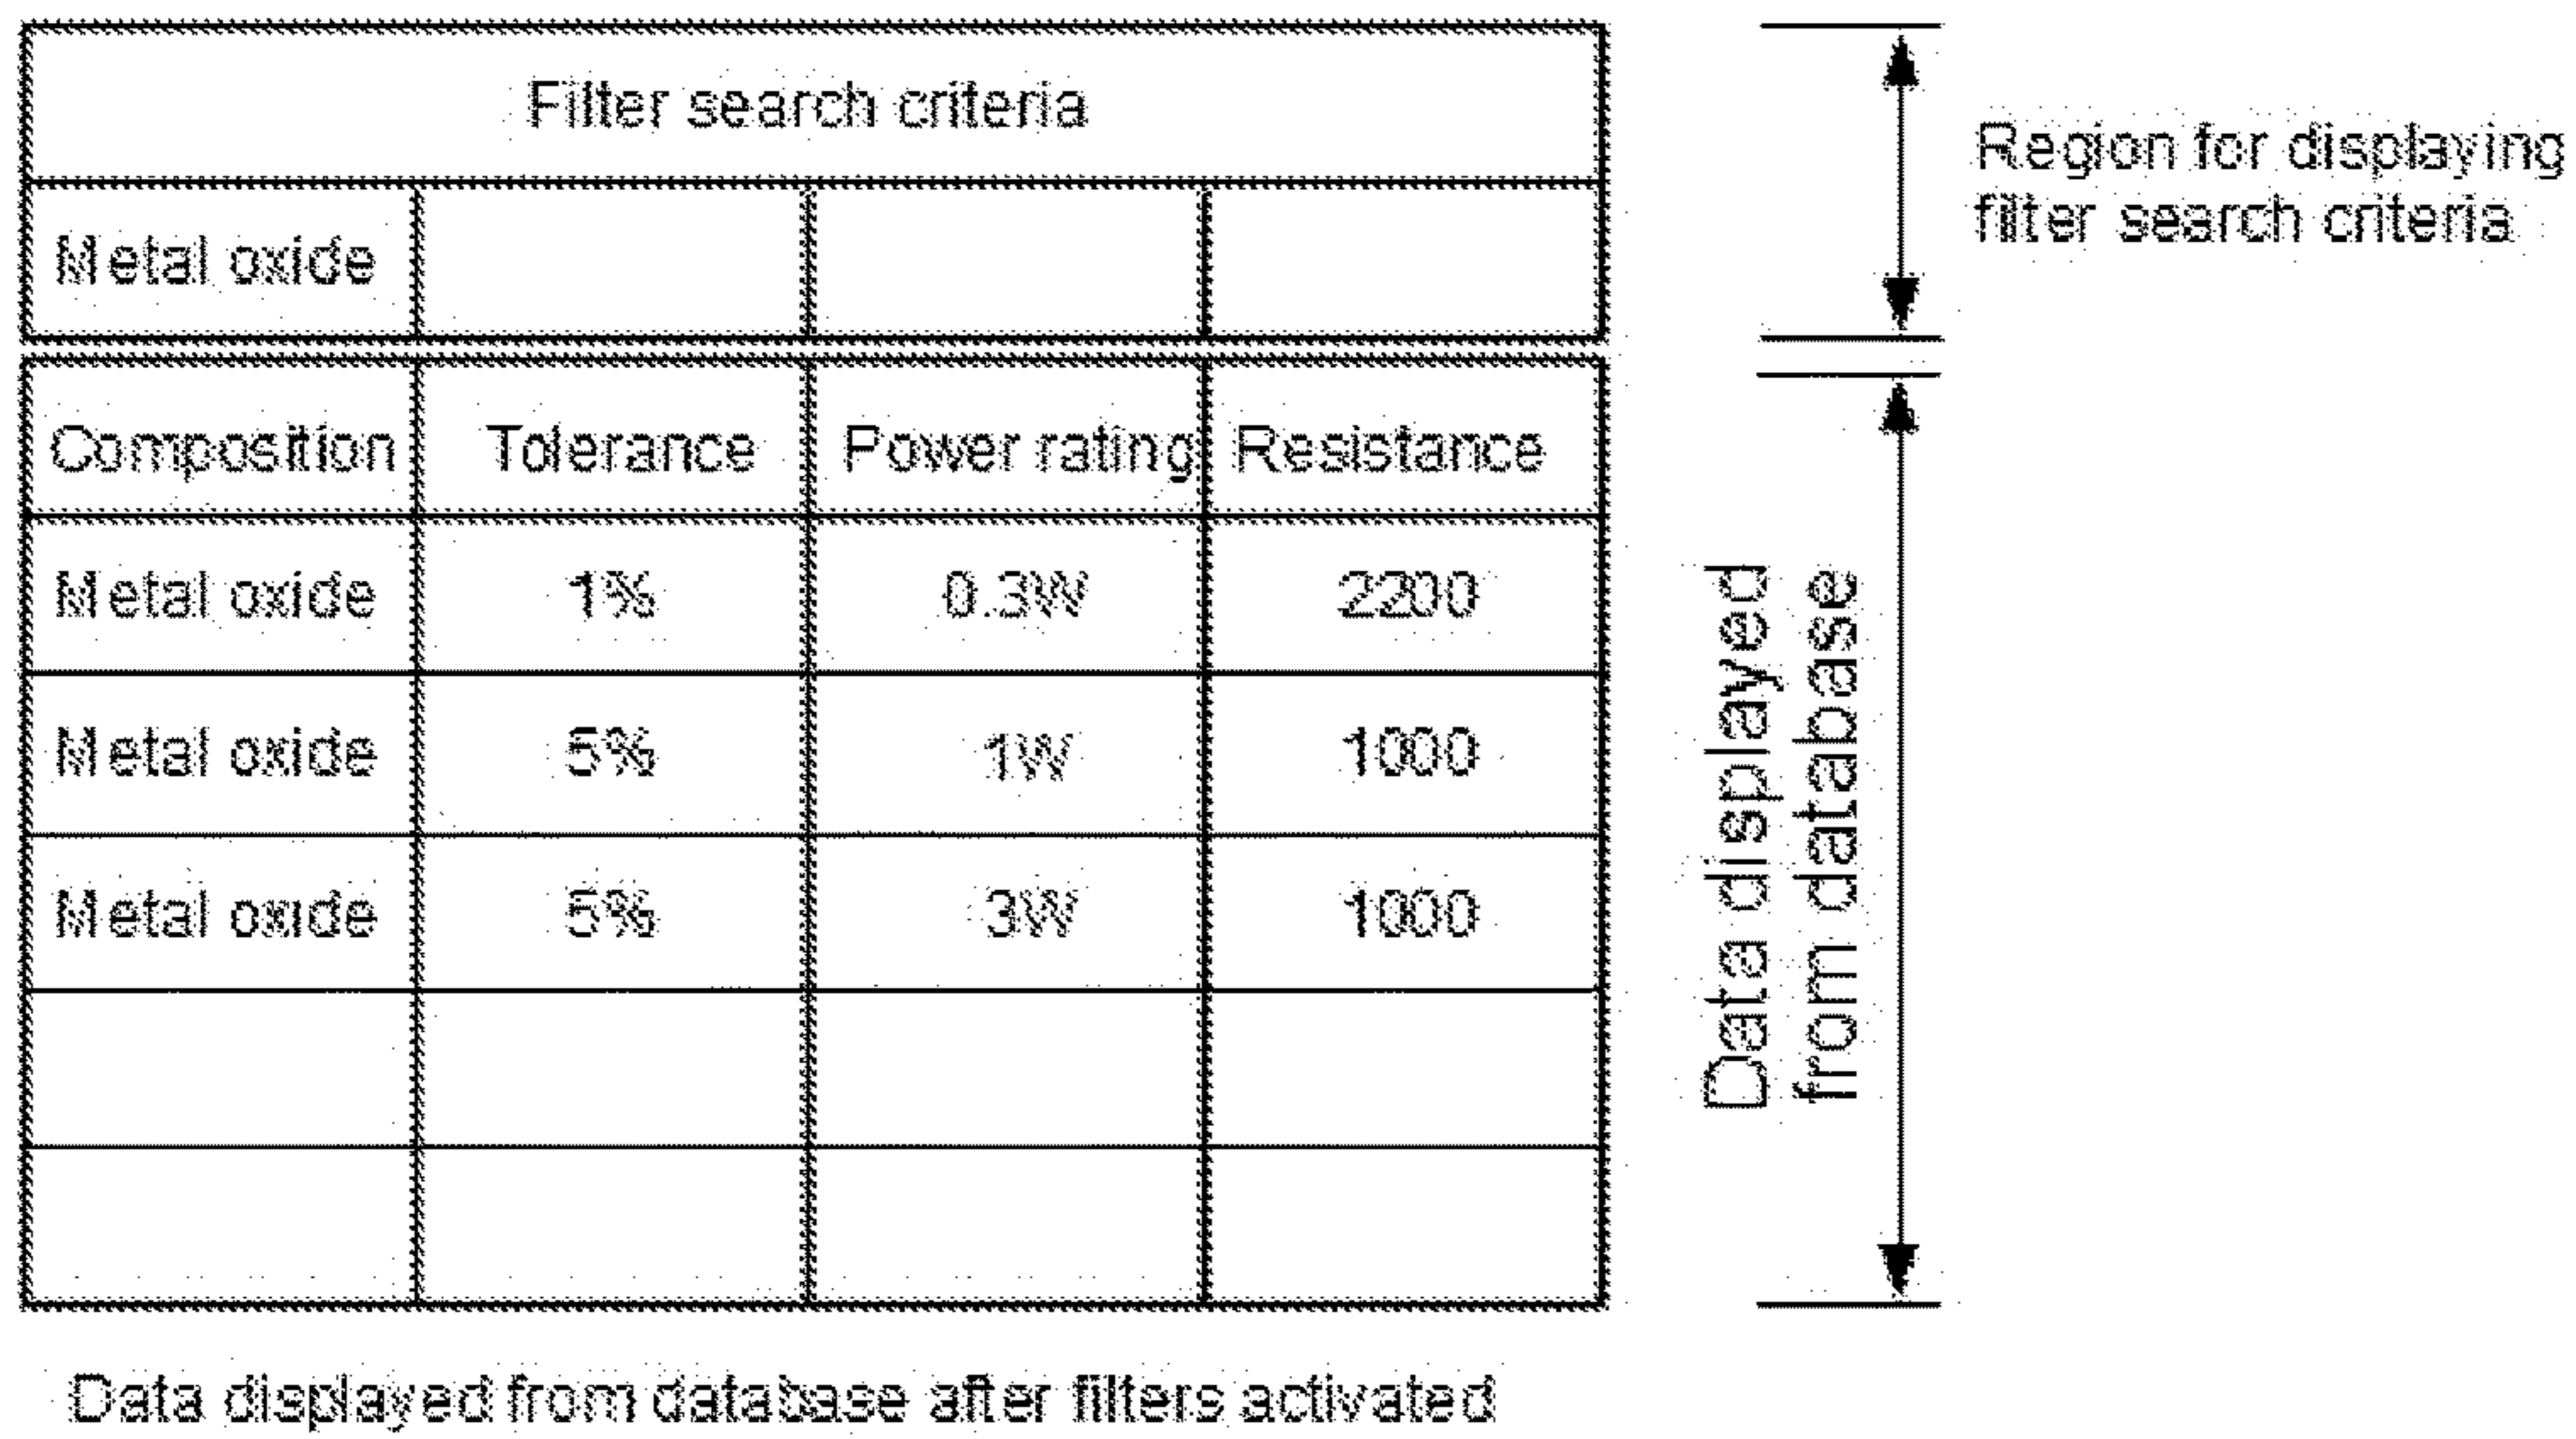 Filter search criteria
Metal oxide
Region for displaying
filter search criteria
Composition Tolerance Power rating Resistance
Metal oxide 1% 0.3W 2200
Metal oxide 5% 1W 1000
Metal oxide 5% 3W 1000
Data displayed
from database
Data displayed from database after filters activated